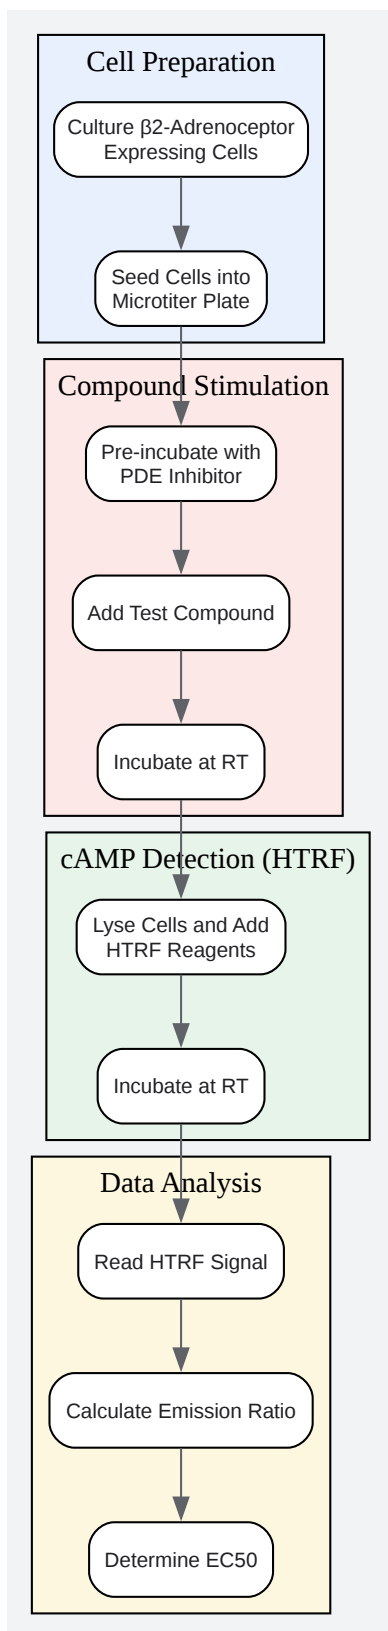 Cell Preparation
Culture β2-Adrenoceptor
Expressing Cells
Seed Cells into
Microtiter Plate
Compound Stimulation
Pre-incubate with
PDE Inhibitor
Add Test Compound
Incubate at RT
cAMP Detection (HTRF)
Lyse Cells and Add
HTRF Reagents
Incubate at RT
Data Analysis
Read HTRF Signal
Calculate Emission Ratio
Determine EC50